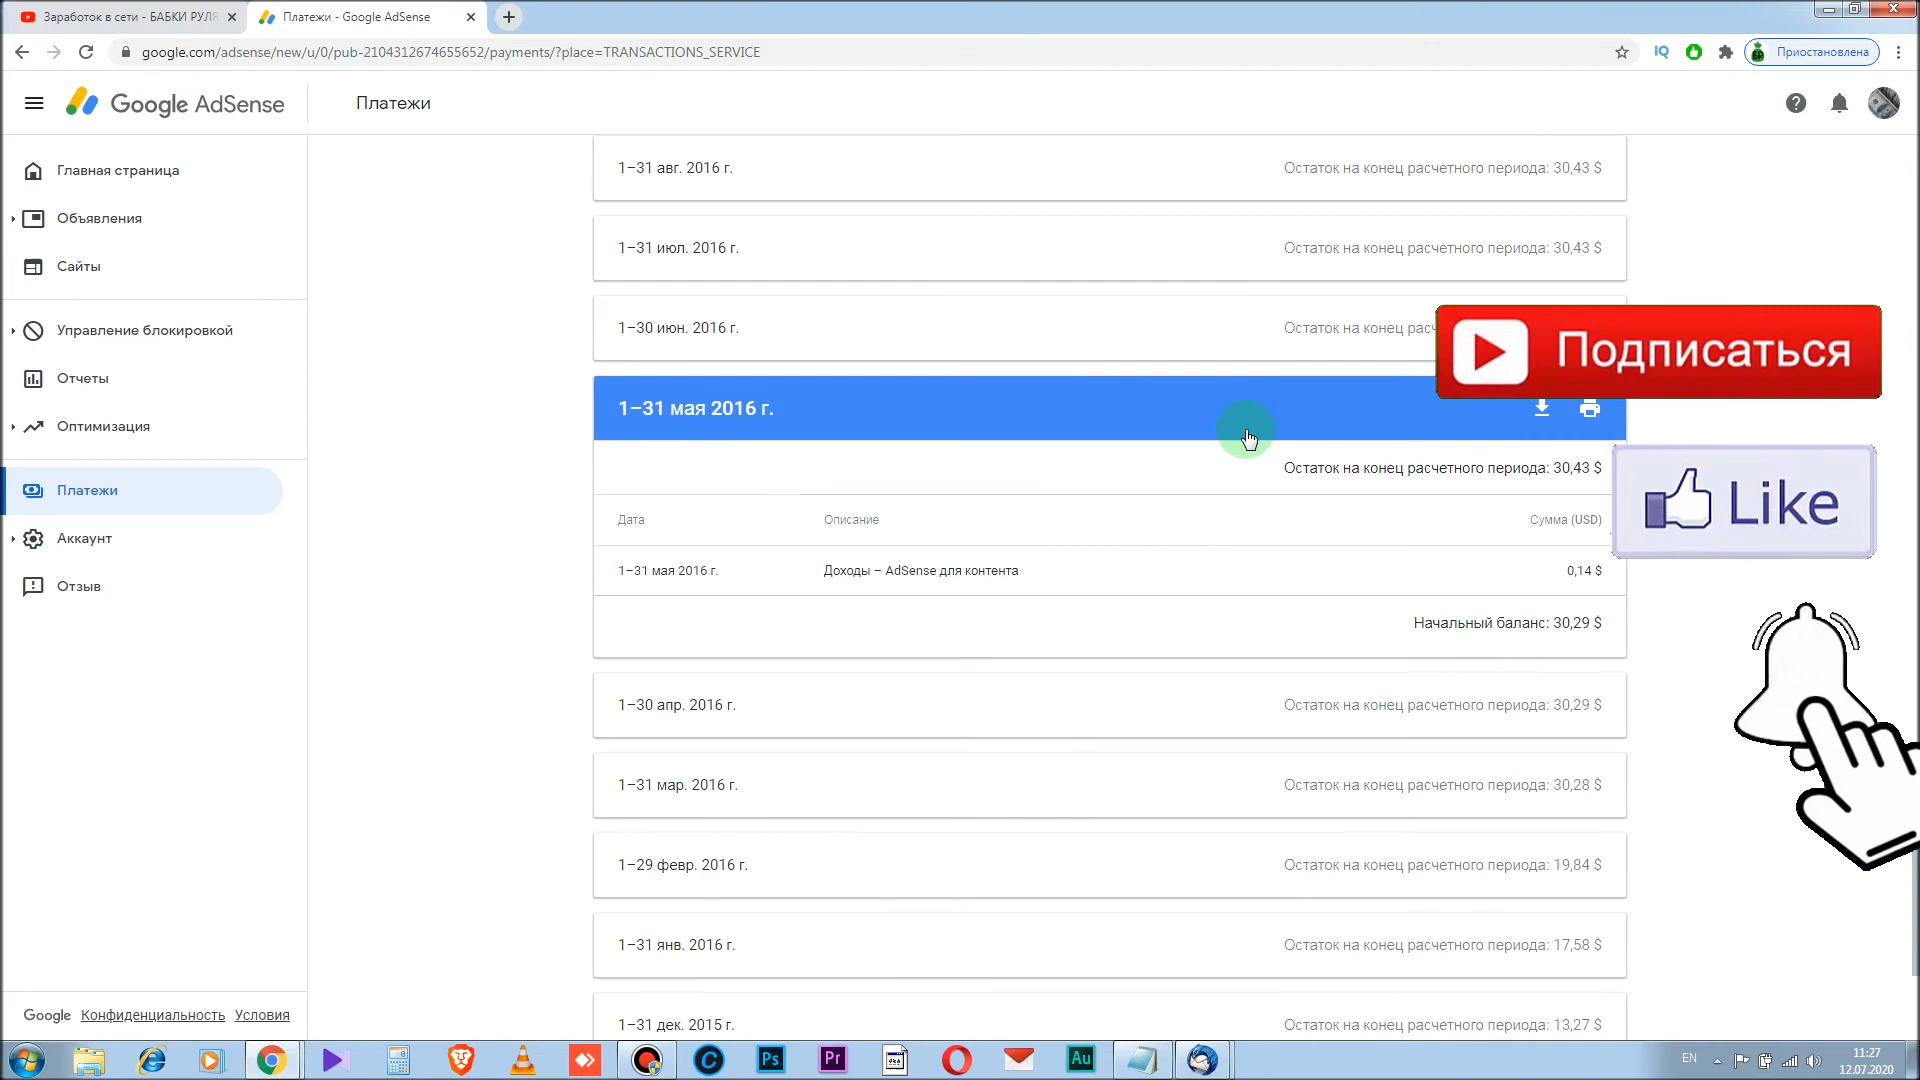 Заработок в сети - БАБКИ РУЛЯ
Платежи - Google AdSense
google.com/adsense/new/u/0/pub-2104312674655652/payments/?place=TRANSACTIONS_SERVICE
IQ
Приостановлена
Google AdSense
Платежи
Главная страница
Объявления
Сайты
Управление блокировкой
Отчеты
Оптимизация
Платежи
Аккаунт
Отзыв
1–31 авг. 2016 г. Остаток на конец расчетного периода: 30,43 $
1–31 июл. 2016 г. Остаток на конец расчетного периода: 30,43 $
1–30 июн. 2016 г. Остаток на конец
Подписаться
1–31 мая 2016 г.
Остаток на конец расчетного периода: 30,43 $
Like
Дата Описание Сумма (USD)
1–31 мая 2016 г. Доходы – AdSense для контента 0,14 $
Начальный баланс: 30,29 $
1–30 апр. 2016 г. Остаток на конец расчетного периода: 30,29 $
1–31 мар. 2016 г. Остаток на конец расчетного периода: 30,28 $
1–29 февр. 2016 г. Остаток на конец расчетного периода: 19,84 $
1–31 янв. 2016 г. Остаток на конец расчетного периода: 17,58 $
1–31 дек. 2015 г. Остаток на конец расчетного периода: 13,27 $
Google Конфиденциальность Условия
Ps
Pr
Au
EN
11:27
12.07.2020